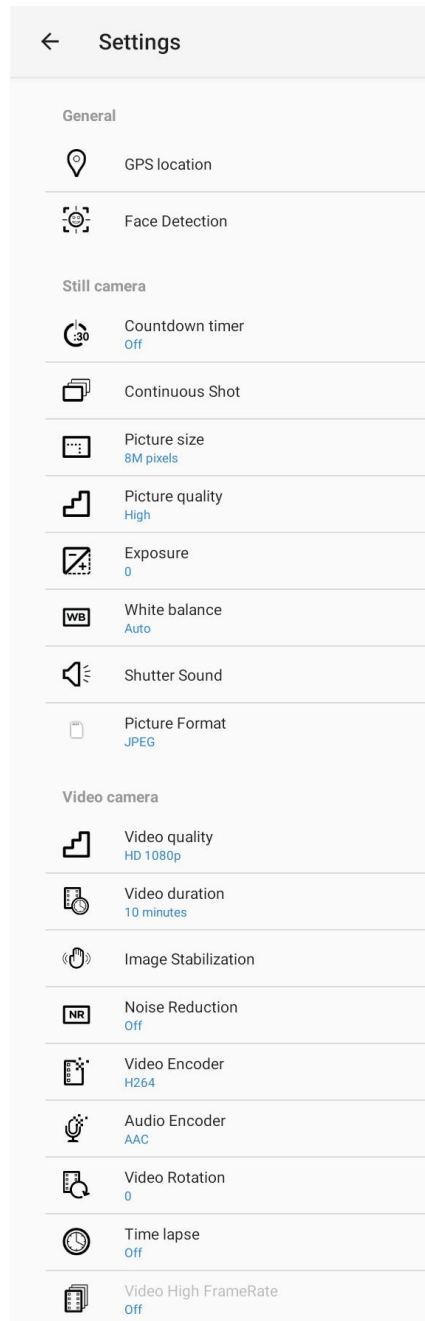 Settings
General
GPS location
Face Detection
Still camera
:30
Countdown timer
Off
Continuous Shot
Picture size
8M pixels
Picture quality
High
Exposure
0
WB
White balance
Auto
Shutter Sound
Picture Format
JPEG
Video camera
Video quality
HD 1080p
Video duration
10 minutes
Image Stabilization
NR
Noise Reduction
Off
Video Encoder
H264
Audio Encoder
AAC
Video Rotation
0
Time lapse
Off
Video High FrameRate
Off